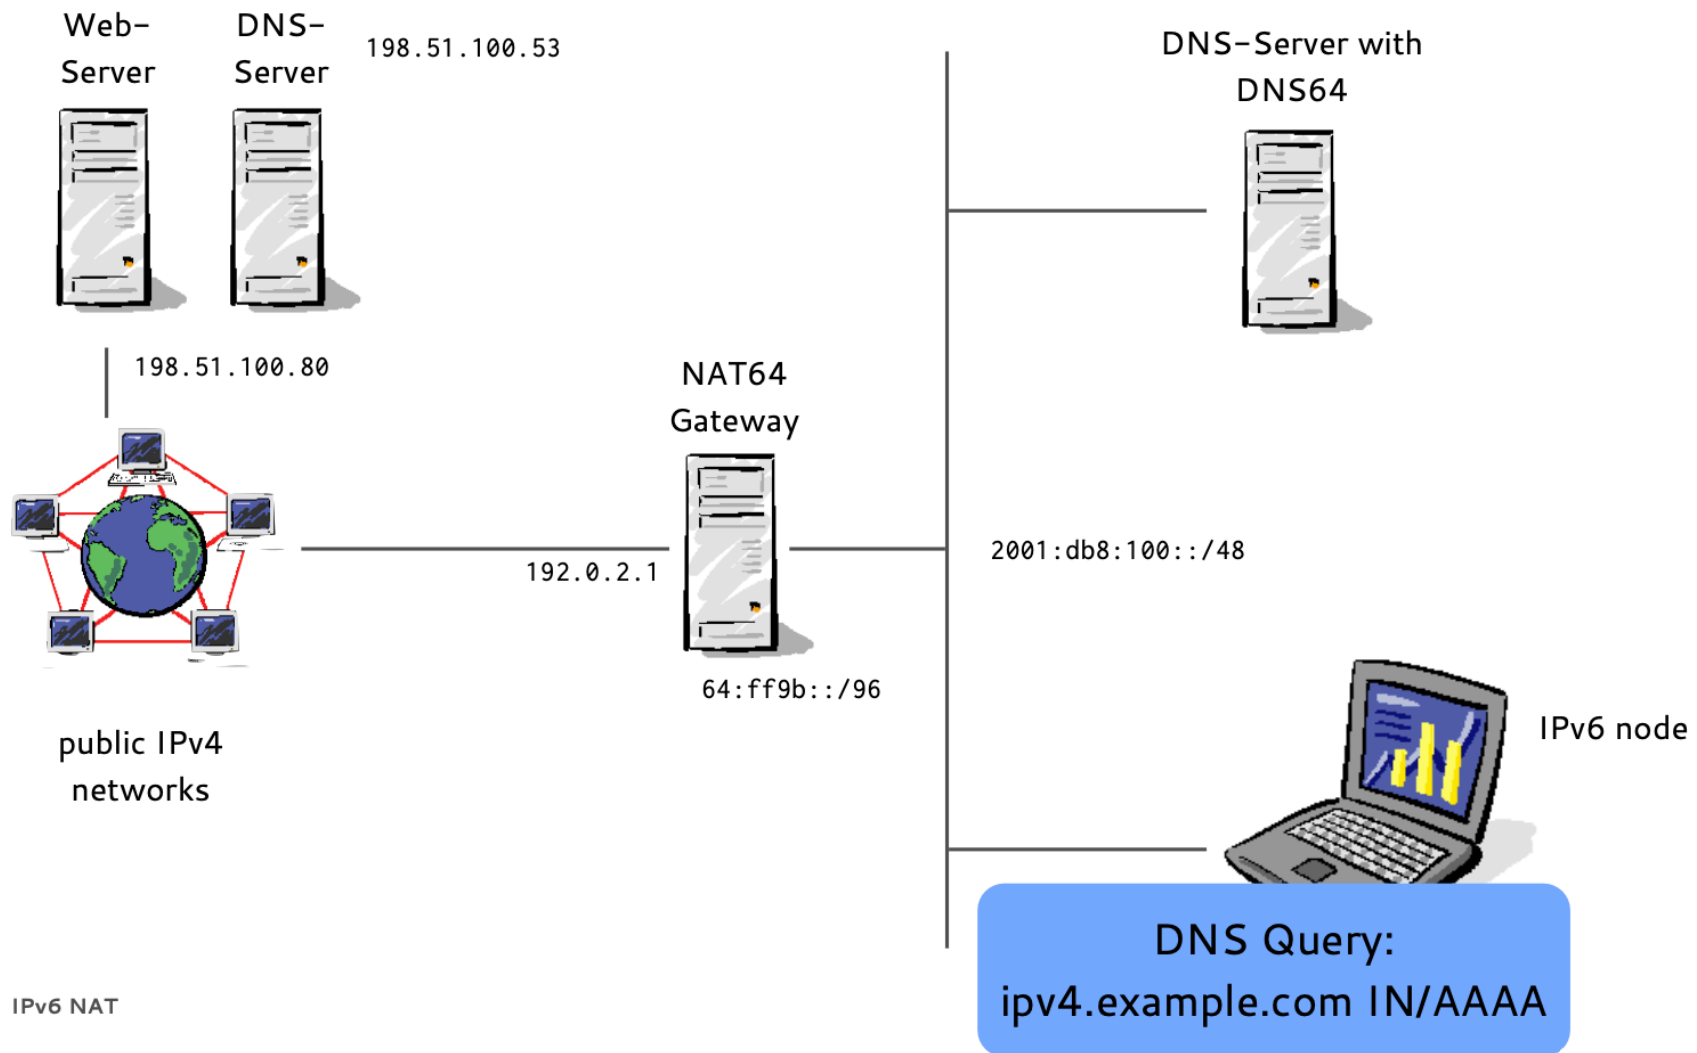 Web-
Server
DNS-
Server
198.51.100.53
DNS-Server with
DNS64
198.51.100.80
NAT64
Gateway
192.0.2.1
2001:db8:100::/48
64:ff9b::/96
public IPv4
networks
IPv6 node
DNS Query:
ipv4.example.com IN/AAAA
IPv6 NAT